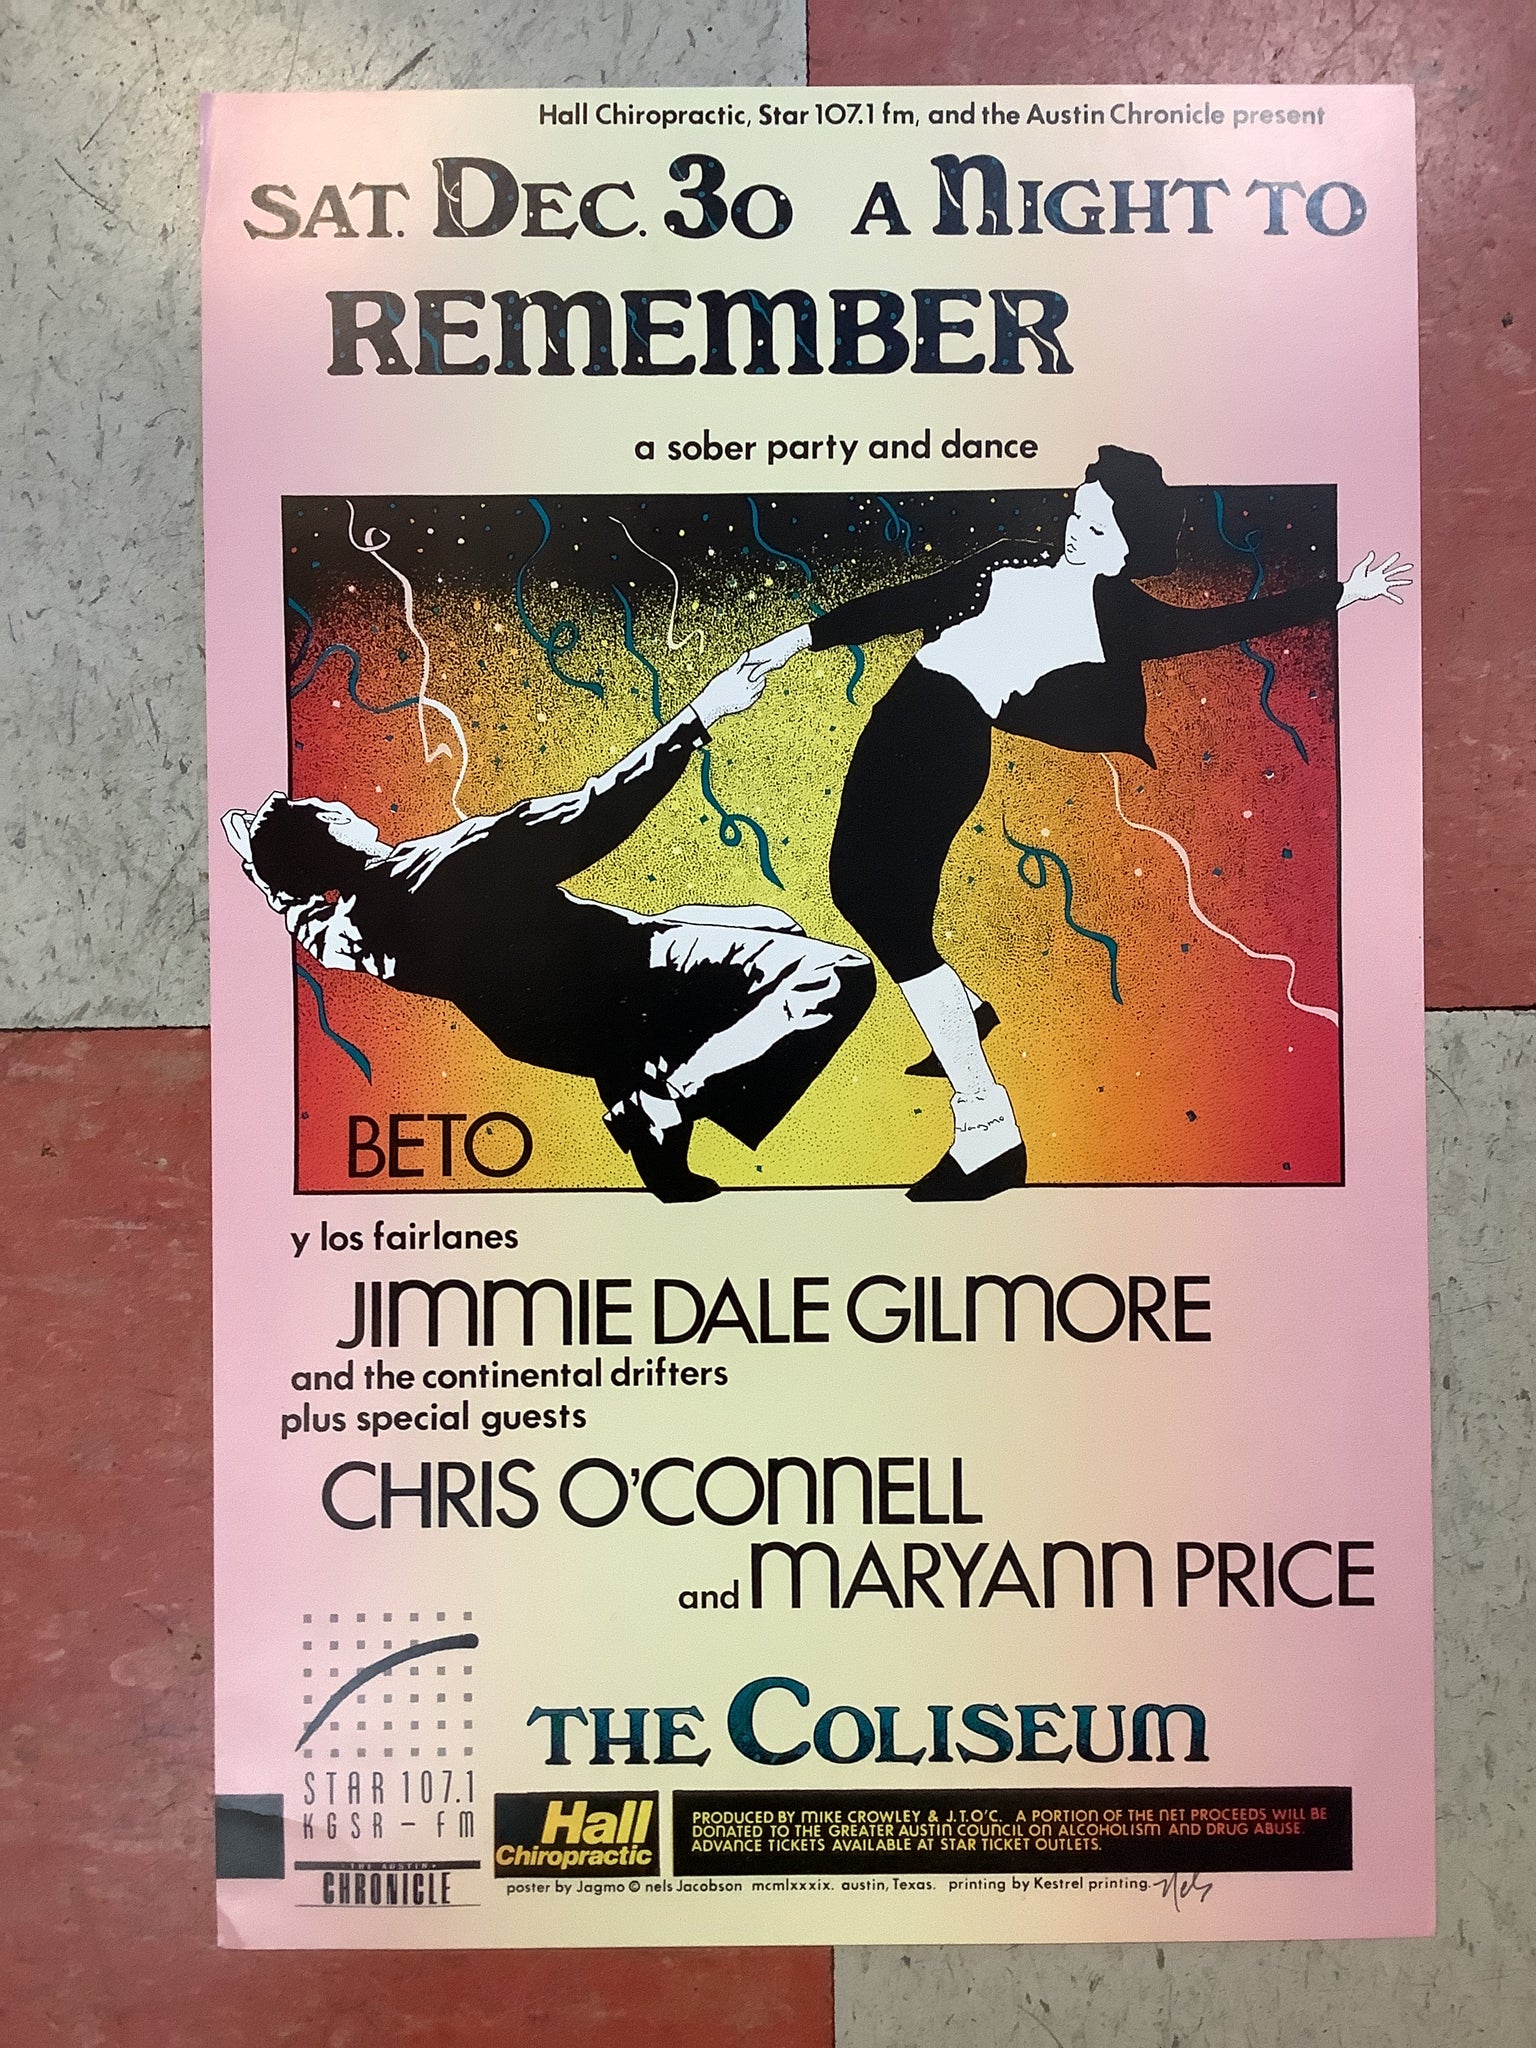 Hall Chiropractic, Star 107.1 fm, and the Austin Chronicle present
SAT. DEC. 30 A NIGHT TO
REMEMBER
a sober party and dance
Jagmo
BETO
y los fairlanes
JIMMIE DALE GILMORE
and the continental drifters
plus special guests
CHRIS O'CONNELL
and MARYANN PRICE
THE COLISEUM
STAR 107.1
KGSR - FM
THE AUSTIN
CHRONICLE
Hall
Chiropractic
PRODUCED BY MIKE CROWLEY & J.T.O'C. A PORTION OF THE NET PROCEEDS WILL BE
DONATED TO THE GREATER AUSTIN COUNCIL ON ALCOHOLISM AND DRUG ABUSE.
ADVANCE TICKETS AVAILABLE AT STAR TICKET OUTLETS.
poster by Jagmo © nels Jacobson mcmlxxxix. austin, Texas. printing by Kestrel printing. Nels